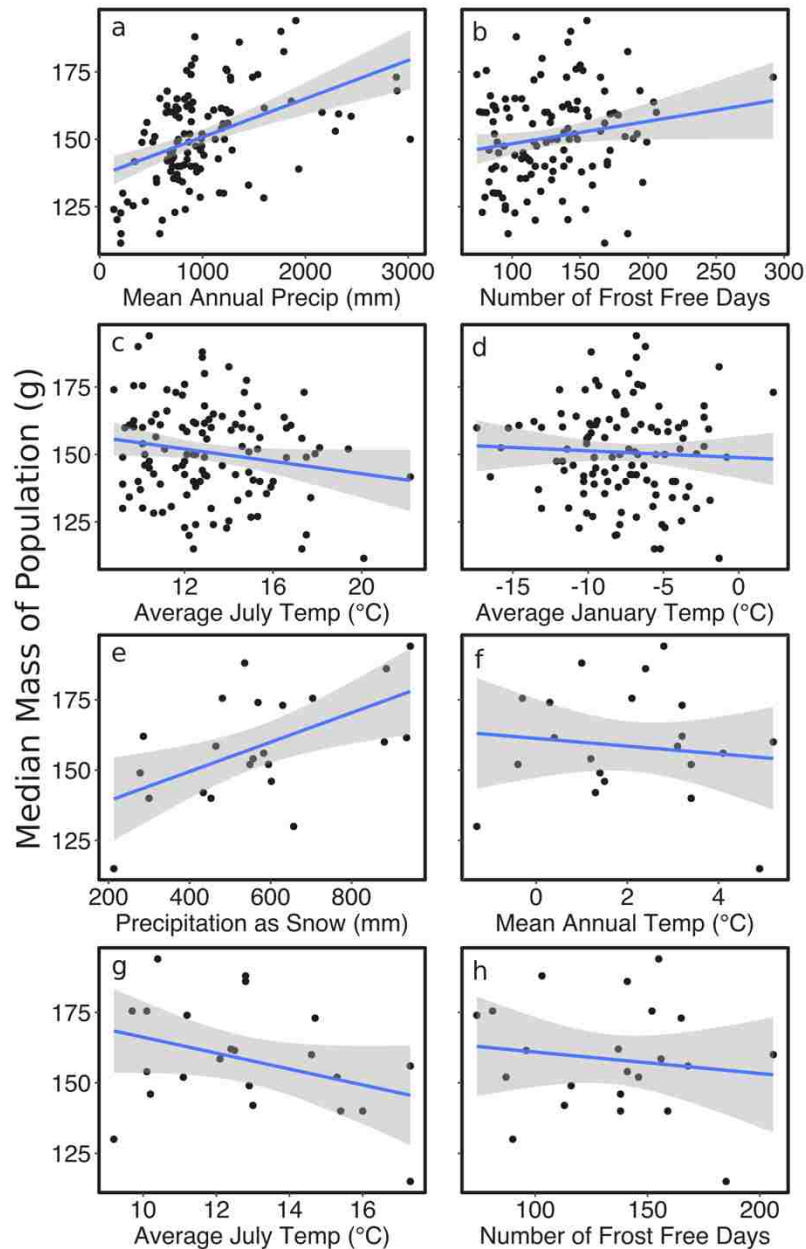 Median Mass of Population (g)
a
175
150
125
0 1000 2000 3000
Mean Annual Precip (mm)
b
100 150 200 250 300
Number of Frost Free Days
c
175
150
125
12 16 20
Average July Temp (°C)
d
-15 -10 -5 0
Average January Temp (°C)
e
175
150
125
200 400 600 800
Precipitation as Snow (mm)
f
0 2 4
Mean Annual Temp (°C)
g
175
150
125
10 12 14 16
Average July Temp (°C)
h
100 150 200
Number of Frost Free Days